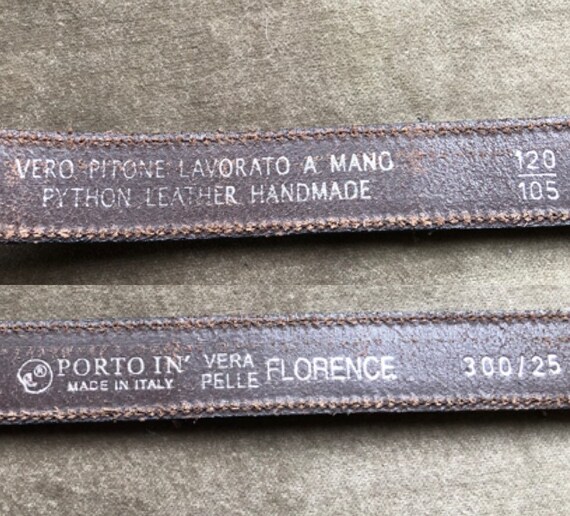 VERO PITONE LAVORATO A MANO
PYTHON LEATHER HANDMADE
120
105
® PORTO IN' VERA PELLE FLORENCE 300/25
MADE IN ITALY